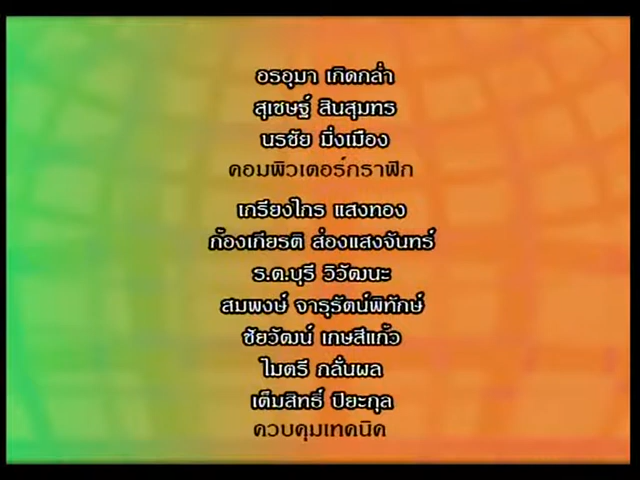 อรอุมา เกิดกล่ำ
สุเชษฐ์ สินสุมทร
นรชัย มิ่งเมือง
คอมพิวเตอร์กราฟิก
เกรียงไกร แสงทอง
ก้องเกียรติ ส่องแสงจันทร์
ร.ต.บุรี วิวัฒนะ
สมพงษ์ จารุรัตน์พิทักษ์
ชัยวัฒน์ เกษสีแก้ว
ไมตรี กลั่นผล
เต็มสิทธิ์ ปิยะกุล
ควบคุมเทคนิค